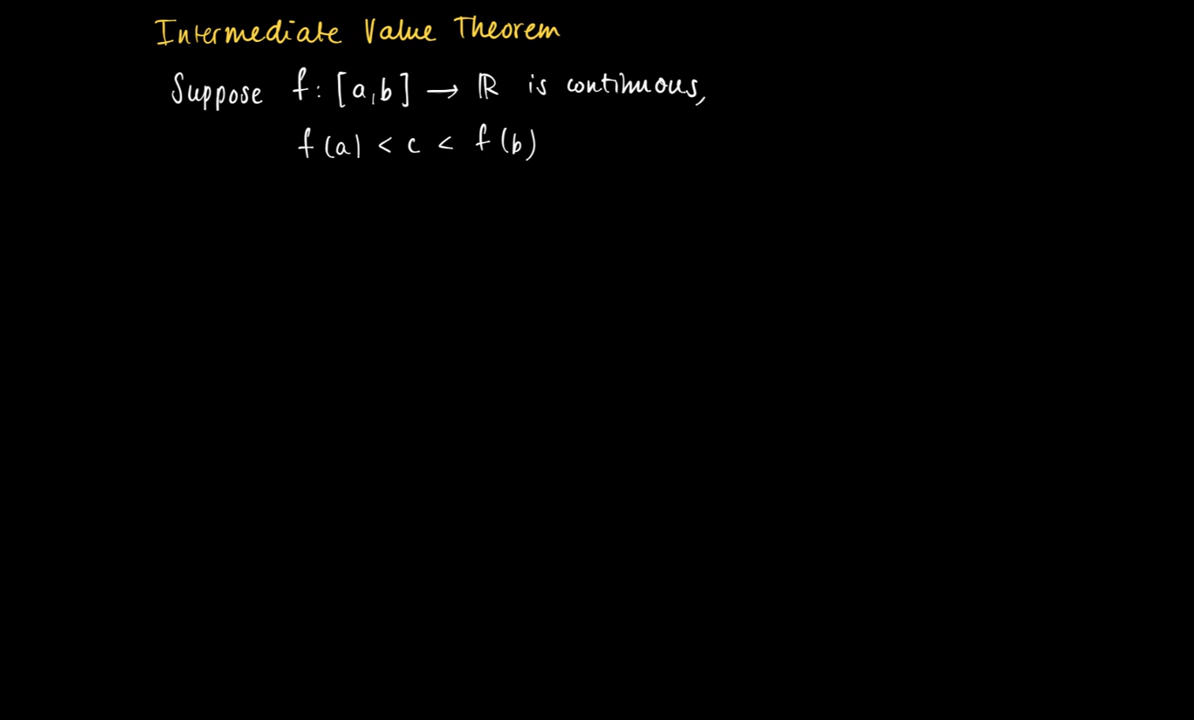 Intermediate Value Theorem
Suppose f: [a,b] → ℝ is continuous,
f(a) < c < f(b)